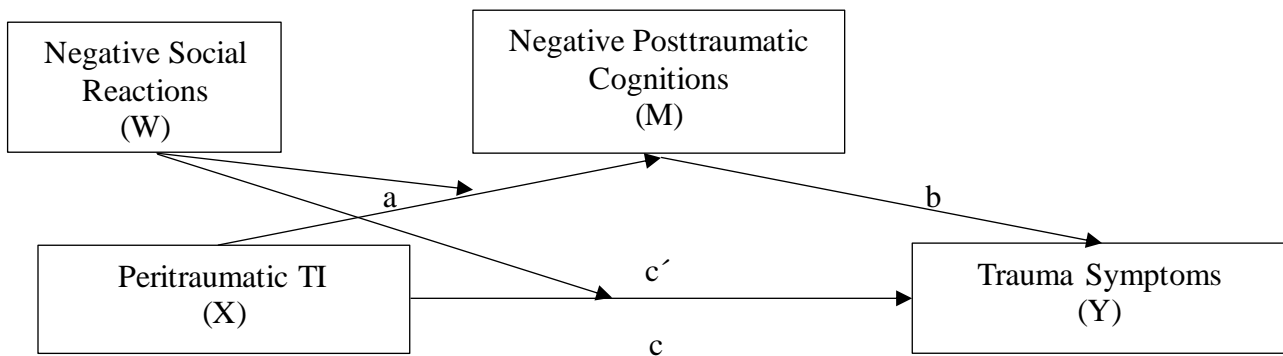 Negative Social
Reactions
(W)
Negative Posttraumatic
Cognitions
(M)
a
b
Peritraumatic TI
(X)
c´
c
Trauma Symptoms
(Y)